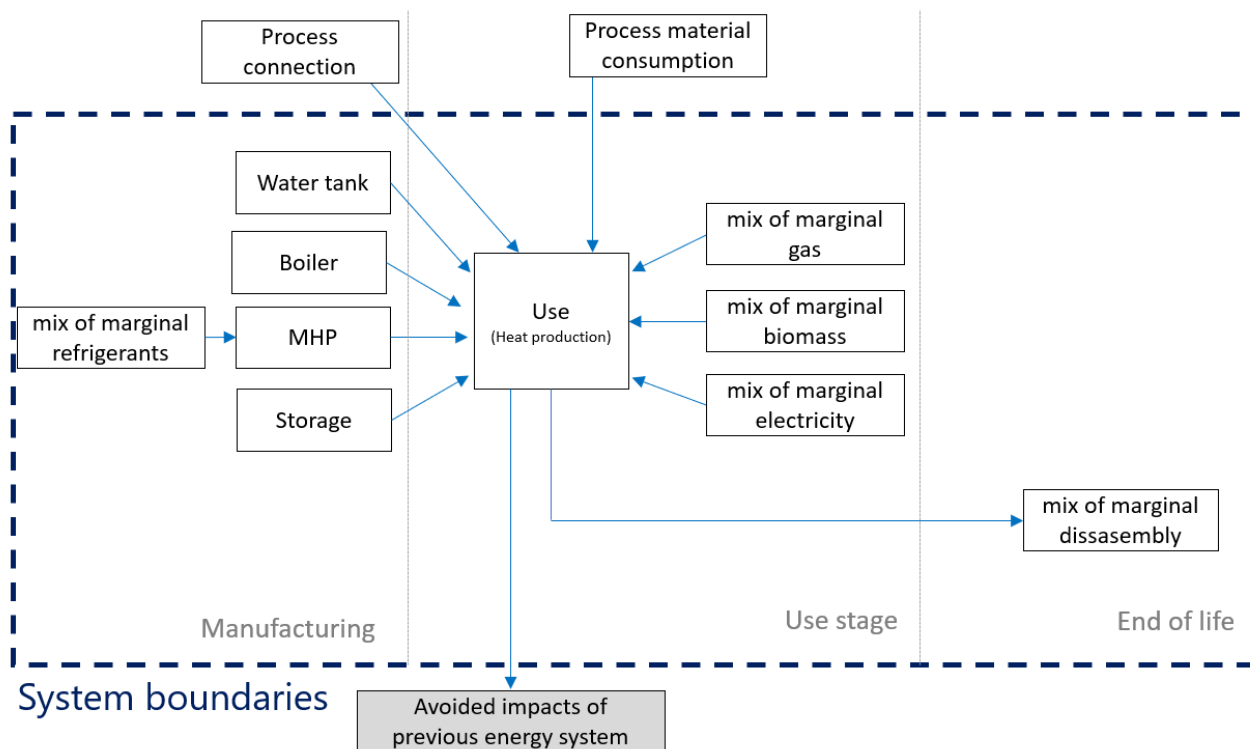 Process
connection
Process material
consumption
Water tank
Boiler
mix of marginal
refrigerants
MHP
Storage
Use
(Heat production)
mix of marginal
gas
mix of marginal
biomass
mix of marginal
electricity
mix of marginal
dissasembly
Manufacturing
Use stage
End of life
System boundaries
Avoided impacts of
previous energy system